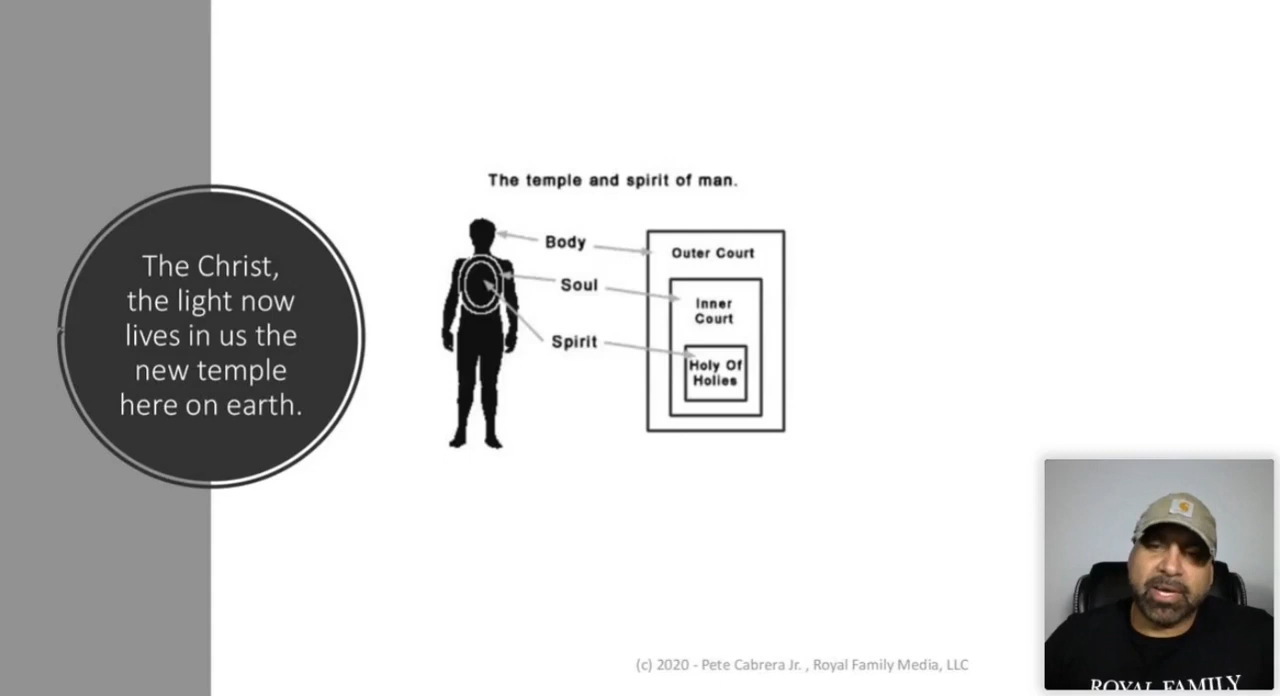 The Christ,
the light now
lives in us the
new temple
here on earth.
The temple and spirit of man.
Body
Soul
Spirit
Outer Court
Inner
Court
Holy Of
Holies
(c) 2020 - Pete Cabrera Jr. , Royal Family Media, LLC
ROYAL FAMILY